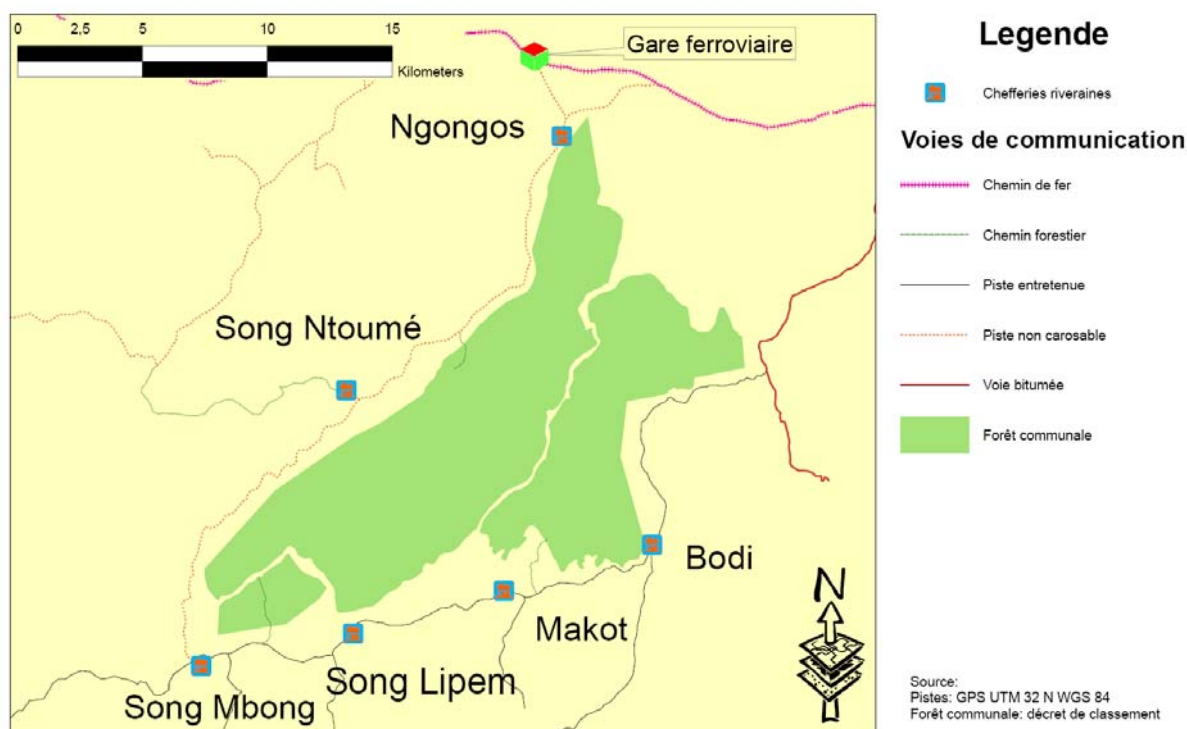 0 2,5 5 10 15
Kilometers
Gare ferroviaire
Ngongos
Song Ntoumé
Bodi
Makot
Song Lipem
Song Mbong
N
Legende
Chefferies riveraines
Voies de communication
Chemin de fer
Chemin forestier
Piste entretenue
Piste non carosable
Voie bitumée
Forêt communale
Source:
Pistes: GPS UTM 32 N WGS 84
Forêt communale: décret de classement